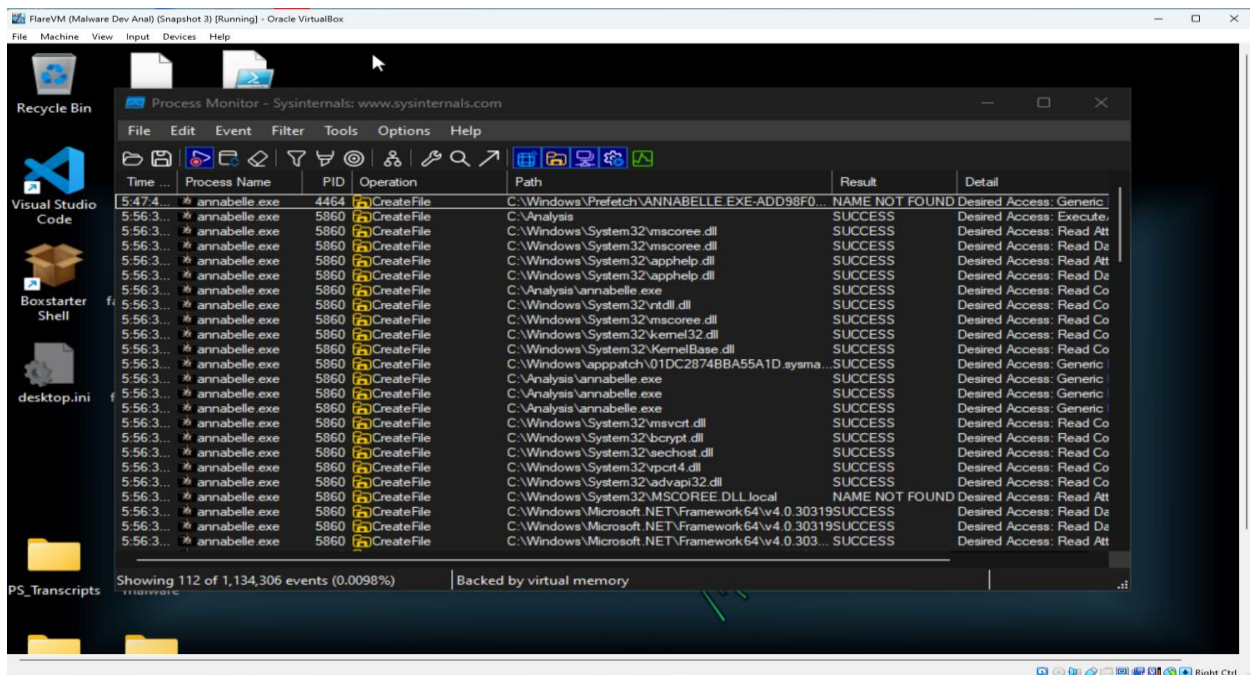 FlareVM (Malware Dev Anal) (Snapshot 3) [Running] - Oracle VirtualBox
File Machine View Input Devices Help
Recycle Bin
Process Monitor - Sysinternals: www.sysinternals.com
File Edit Event Filter Tools Options Help
Time ... Process Name PID Operation Path Result Detail
5:47:4... annabelle.exe 4464 CreateFile C:\Windows\Prefetch\ANNABELLE.EXE-ADD98F0... NAME NOT FOUND Desired Access: Generic
Visual Studio Code
5:56:3... annabelle.exe 5860 CreateFile C:\Analysis SUCCESS Desired Access: Execute/
5:56:3... annabelle.exe 5860 CreateFile C:\Windows\System32\mscoree.dll SUCCESS Desired Access: Read Att
5:56:3... annabelle.exe 5860 CreateFile C:\Windows\System32\mscoree.dll SUCCESS Desired Access: Read Da
5:56:3... annabelle.exe 5860 CreateFile C:\Windows\System32\apphelp.dll SUCCESS Desired Access: Read Att
5:56:3... annabelle.exe 5860 CreateFile C:\Windows\System32\apphelp.dll SUCCESS Desired Access: Read Da
5:56:3... annabelle.exe 5860 CreateFile C:\Analysis\annabelle.exe SUCCESS Desired Access: Read Co
Boxstarter Shell
5:56:3... annabelle.exe 5860 CreateFile C:\Windows\System32\ntdll.dll SUCCESS Desired Access: Read Co
5:56:3... annabelle.exe 5860 CreateFile C:\Windows\System32\mscoree.dll SUCCESS Desired Access: Read Co
5:56:3... annabelle.exe 5860 CreateFile C:\Windows\System32\kernel32.dll SUCCESS Desired Access: Read Co
5:56:3... annabelle.exe 5860 CreateFile C:\Windows\System32\KernelBase.dll SUCCESS Desired Access: Read Co
5:56:3... annabelle.exe 5860 CreateFile C:\Windows\apppatch\01DC2874BBA55A1D.sysma... SUCCESS Desired Access: Generic
5:56:3... annabelle.exe 5860 CreateFile C:\Analysis\annabelle.exe SUCCESS Desired Access: Generic
5:56:3... annabelle.exe 5860 CreateFile C:\Analysis\annabelle.exe SUCCESS Desired Access: Generic
desktop.ini
5:56:3... annabelle.exe 5860 CreateFile C:\Analysis\annabelle.exe SUCCESS Desired Access: Generic
5:56:3... annabelle.exe 5860 CreateFile C:\Windows\System32\msvcrt.dll SUCCESS Desired Access: Read Co
5:56:3... annabelle.exe 5860 CreateFile C:\Windows\System32\bcrypt.dll SUCCESS Desired Access: Read Co
5:56:3... annabelle.exe 5860 CreateFile C:\Windows\System32\sechost.dll SUCCESS Desired Access: Read Co
5:56:3... annabelle.exe 5860 CreateFile C:\Windows\System32\rpcrt4.dll SUCCESS Desired Access: Read Co
5:56:3... annabelle.exe 5860 CreateFile C:\Windows\System32\advapi32.dll SUCCESS Desired Access: Read Co
5:56:3... annabelle.exe 5860 CreateFile C:\Windows\System32\MSCOREE.DLL.local NAME NOT FOUND Desired Access: Read Att
5:56:3... annabelle.exe 5860 CreateFile C:\Windows\Microsoft.NET\Framework64\v4.0.30319 SUCCESS Desired Access: Read Da
5:56:3... annabelle.exe 5860 CreateFile C:\Windows\Microsoft.NET\Framework64\v4.0.30319 SUCCESS Desired Access: Read Da
5:56:3... annabelle.exe 5860 CreateFile C:\Windows\Microsoft.NET\Framework64\v4.0.303... SUCCESS Desired Access: Read Att
Showing 112 of 1,134,306 events (0.0098%) Backed by virtual memory
PS_Transcripts malware
Right Ctrl